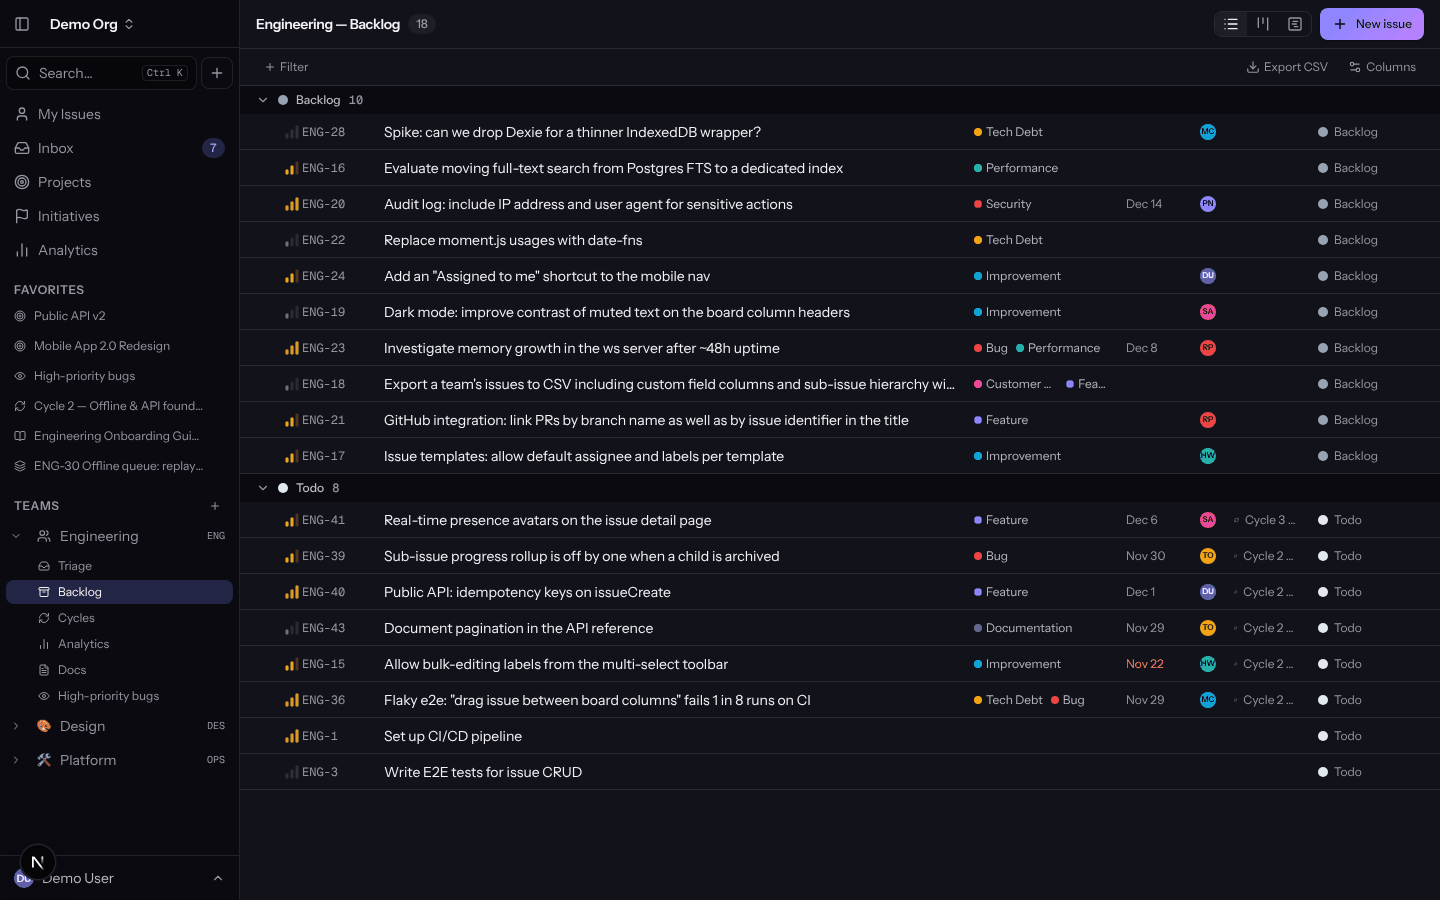 Demo Org
Search...
Ctrl K
My Issues
Inbox 7
Projects
Initiatives
Analytics
FAVORITES
Public API v2
Mobile App 2.0 Redesign
High-priority bugs
Cycle 2 — Offline & API found...
Engineering Onboarding Gui...
ENG-30 Offline queue: replay...
TEAMS
Engineering ENG
Triage
Backlog
Cycles
Analytics
Docs
High-priority bugs
Design DES
Platform OPS
N
Demo User
Engineering — Backlog 18
New issue
Filter
Export CSV
Columns
Backlog 10
ENG-28 Spike: can we drop Dexie for a thinner IndexedDB wrapper? Tech Debt MC Backlog
ENG-16 Evaluate moving full-text search from Postgres FTS to a dedicated index Performance Backlog
ENG-20 Audit log: include IP address and user agent for sensitive actions Security Dec 14 PN Backlog
ENG-22 Replace moment.js usages with date-fns Tech Debt Backlog
ENG-24 Add an "Assigned to me" shortcut to the mobile nav Improvement DU Backlog
ENG-19 Dark mode: improve contrast of muted text on the board column headers Improvement SA Backlog
ENG-23 Investigate memory growth in the ws server after ~48h uptime Bug Performance Dec 8 RP Backlog
ENG-18 Export a team's issues to CSV including custom field columns and sub-issue hierarchy wi... Customer ... Fea... Backlog
ENG-21 GitHub integration: link PRs by branch name as well as by issue identifier in the title Feature RP Backlog
ENG-17 Issue templates: allow default assignee and labels per template Improvement HW Backlog
Todo 8
ENG-41 Real-time presence avatars on the issue detail page Feature Dec 6 SA Cycle 3 ... Todo
ENG-39 Sub-issue progress rollup is off by one when a child is archived Bug Nov 30 TO Cycle 2 ... Todo
ENG-40 Public API: idempotency keys on issueCreate Feature Dec 1 DU Cycle 2 ... Todo
ENG-43 Document pagination in the API reference Documentation Nov 29 TO Cycle 2 ... Todo
ENG-15 Allow bulk-editing labels from the multi-select toolbar Improvement Nov 22 HW Cycle 2 ... Todo
ENG-36 Flaky e2e: "drag issue between board columns" fails 1 in 8 runs on CI Tech Debt Bug Nov 29 MC Cycle 2 ... Todo
ENG-1 Set up CI/CD pipeline Todo
ENG-3 Write E2E tests for issue CRUD Todo